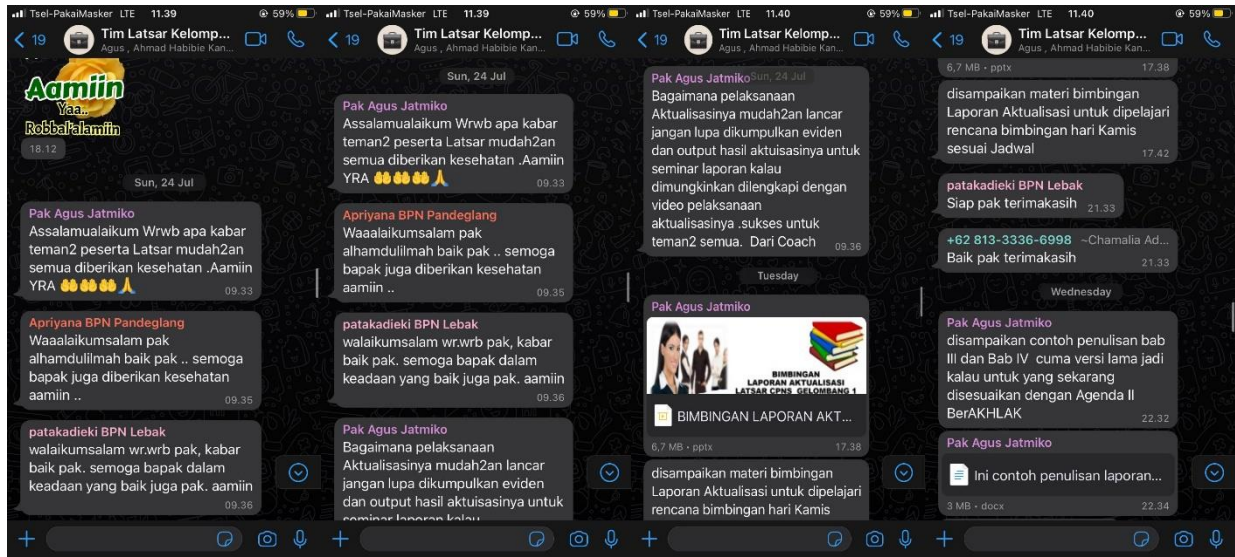 Tsel-PakaiMasker LTE 11.39 59%
19 Tim Latsar Kelomp...
Agus , Ahmad Habibie Kan...
Aamiin
Yaa..
Robbal'alamiin
18.12
Sun, 24 Jul
Pak Agus Jatmiko
Assalamualaikum Wrwb apa kabar
teman2 peserta Latsar mudah2an
semua diberikan kesehatan .Aamiin
YRA 🤲🤲🤲🙏 09.33
Apriyana BPN Pandeglang
Waaalaikumsalam pak
alhamdulilmah baik pak .. semoga
bapak juga diberikan kesehatan
aamiin .. 09.35
patakadieki BPN Lebak
walaikumsalam wr.wrb pak, kabar
baik pak. semoga bapak dalam
keadaan yang baik juga pak. aamiin
09.36
Tsel-PakaiMasker LTE 11.39 59%
19 Tim Latsar Kelomp...
Agus , Ahmad Habibie Kan...
Sun, 24 Jul
Pak Agus Jatmiko
Assalamualaikum Wrwb apa kabar
teman2 peserta Latsar mudah2an
semua diberikan kesehatan .Aamiin
YRA 🤲🤲🤲🙏 09.33
Apriyana BPN Pandeglang
Waaalaikumsalam pak
alhamdulilmah baik pak .. semoga
bapak juga diberikan kesehatan
aamiin .. 09.35
patakadieki BPN Lebak
walaikumsalam wr.wrb pak, kabar
baik pak. semoga bapak dalam
keadaan yang baik juga pak. aamiin
09.36
Pak Agus Jatmiko
Bagaimana pelaksanaan
Aktualisasinya mudah2an lancar
jangan lupa dikumpulkan eviden
dan output hasil aktuisasinya untuk
seminar laporan kalau
Tsel-PakaiMasker LTE 11.40 59%
19 Tim Latsar Kelomp...
Agus , Ahmad Habibie Kan...
Sun, 24 Jul
Pak Agus Jatmiko
Bagaimana pelaksanaan
Aktualisasinya mudah2an lancar
jangan lupa dikumpulkan eviden
dan output hasil aktuisasinya untuk
seminar laporan kalau
dimungkinkan dilengkapi dengan
video pelaksanaan
aktualisasinya .sukses untuk
teman2 semua. Dari Coach 09.36
Tuesday
Pak Agus Jatmiko
BIMBINGAN
LAPORAN AKTUALISASI
LATSAR CPNS GELOMBANG 1
BIMBINGAN LAPORAN AKT...
6,7 MB • pptx 17.38
disampaikan materi bimbingan
Laporan Aktualisasi untuk dipelajari
rencana bimbingan hari Kamis
Tsel-PakaiMasker LTE 11.40 59%
19 Tim Latsar Kelomp...
Agus , Ahmad Habibie Kan...
6,7 MB • pptx 17.38
disampaikan materi bimbingan
Laporan Aktualisasi untuk dipelajari
rencana bimbingan hari Kamis
sesuai Jadwal 17.42
patakadieki BPN Lebak
Siap pak terimakasih 21.33
+62 813-3336-6998 ~Chamalia Ad...
Baik pak terimakasih 21.33
Wednesday
Pak Agus Jatmiko
disampaikan contoh penulisan bab
III dan Bab IV cuma versi lama jadi
kalau untuk yang sekarang
disesuaikan dengan Agenda II
BerAKHLAK 22.32
Pak Agus Jatmiko
Ini contoh penulisan laporan...
3 MB • docx 22.34